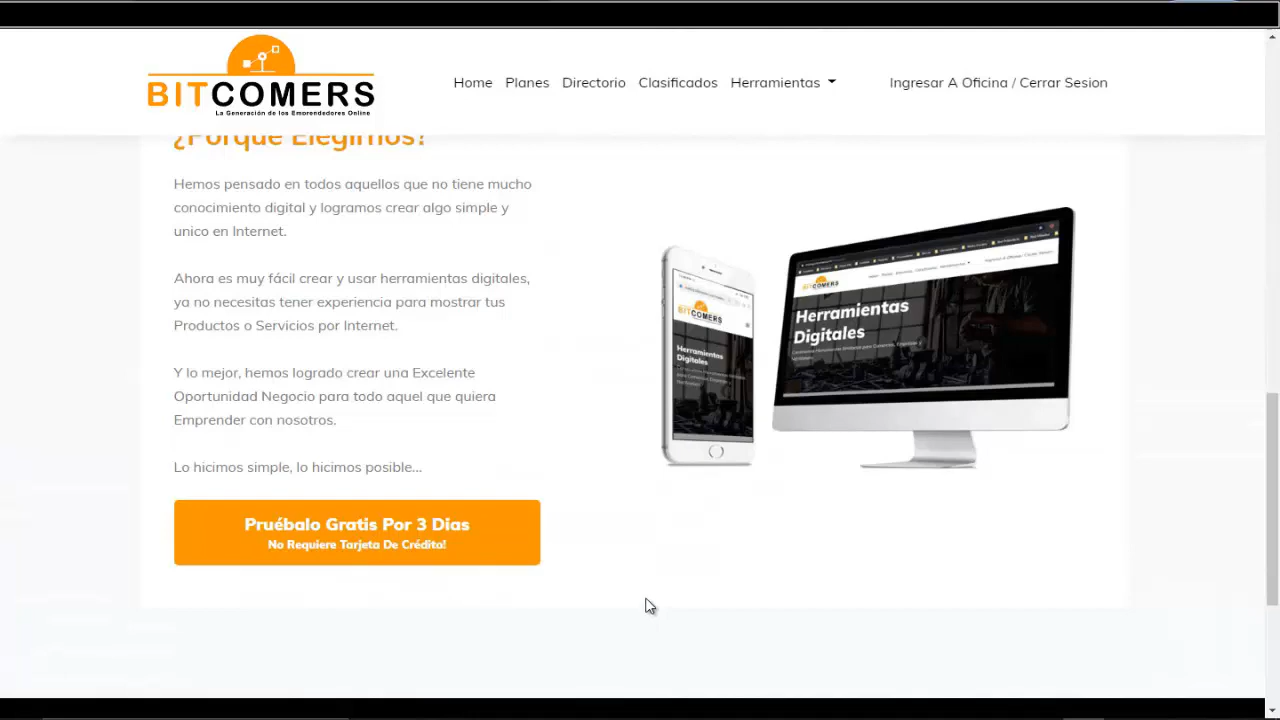 BITCOMERS
La Generación de los Emprendedores Online
Home Planes Directorio Clasificados Herramientas Ingresar A Oficina / Cerrar Sesion
¿Porque Elegirnos?
Hemos pensado en todos aquellos que no tiene mucho
conocimiento digital y logramos crear algo simple y
unico en Internet.
Ahora es muy fácil crear y usar herramientas digitales,
ya no necesitas tener experiencia para mostrar tus
Productos o Servicios por Internet.
Y lo mejor, hemos logrado crear una Excelente
Oportunidad Negocio para todo aquel que quiera
Emprender con nosotros.
Lo hicimos simple, lo hicimos posible...
Pruébalo Gratis Por 3 Dias
No Requiere Tarjeta De Crédito!
BITCOMERS
Herramientas
Digitales
BITCOMERS
Herramientas
Digitales